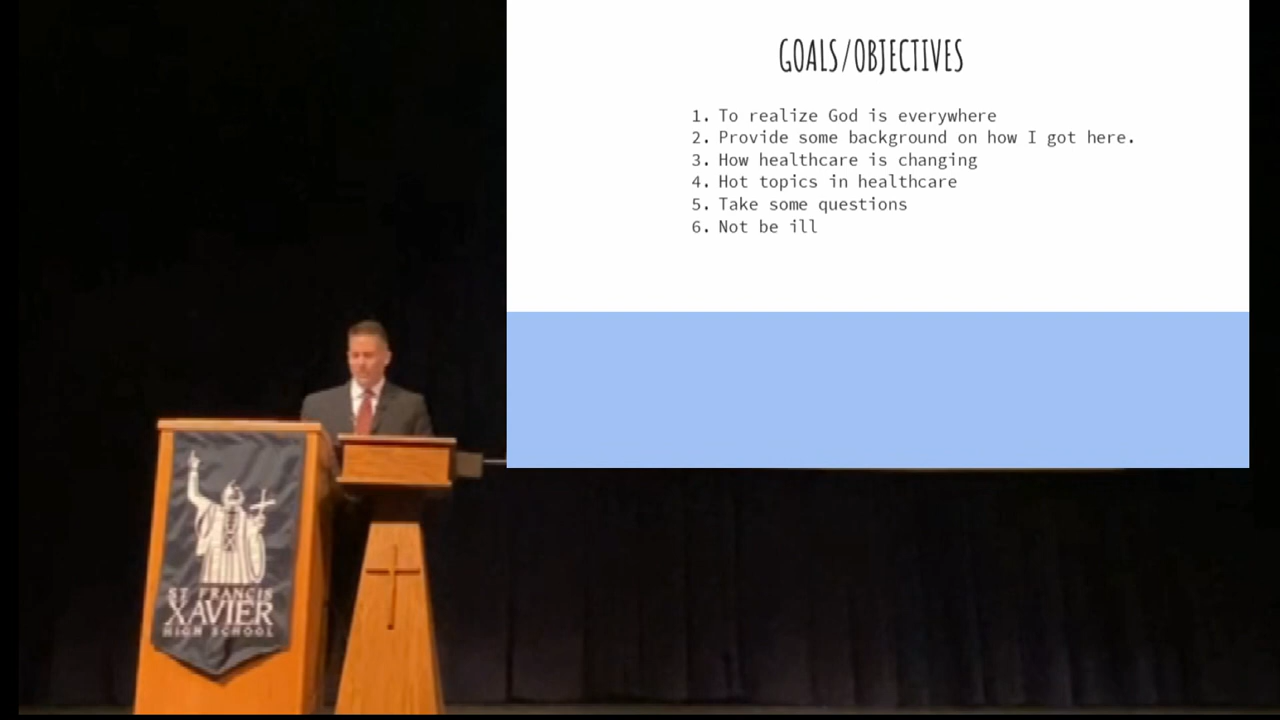 GOALS/OBJECTIVES
1. To realize God is everywhere
2. Provide some background on how I got here.
3. How healthcare is changing
4. Hot topics in healthcare
5. Take some questions
6. Not be ill
ST FRANCIS
XAVIER
HIGH SCHOOL